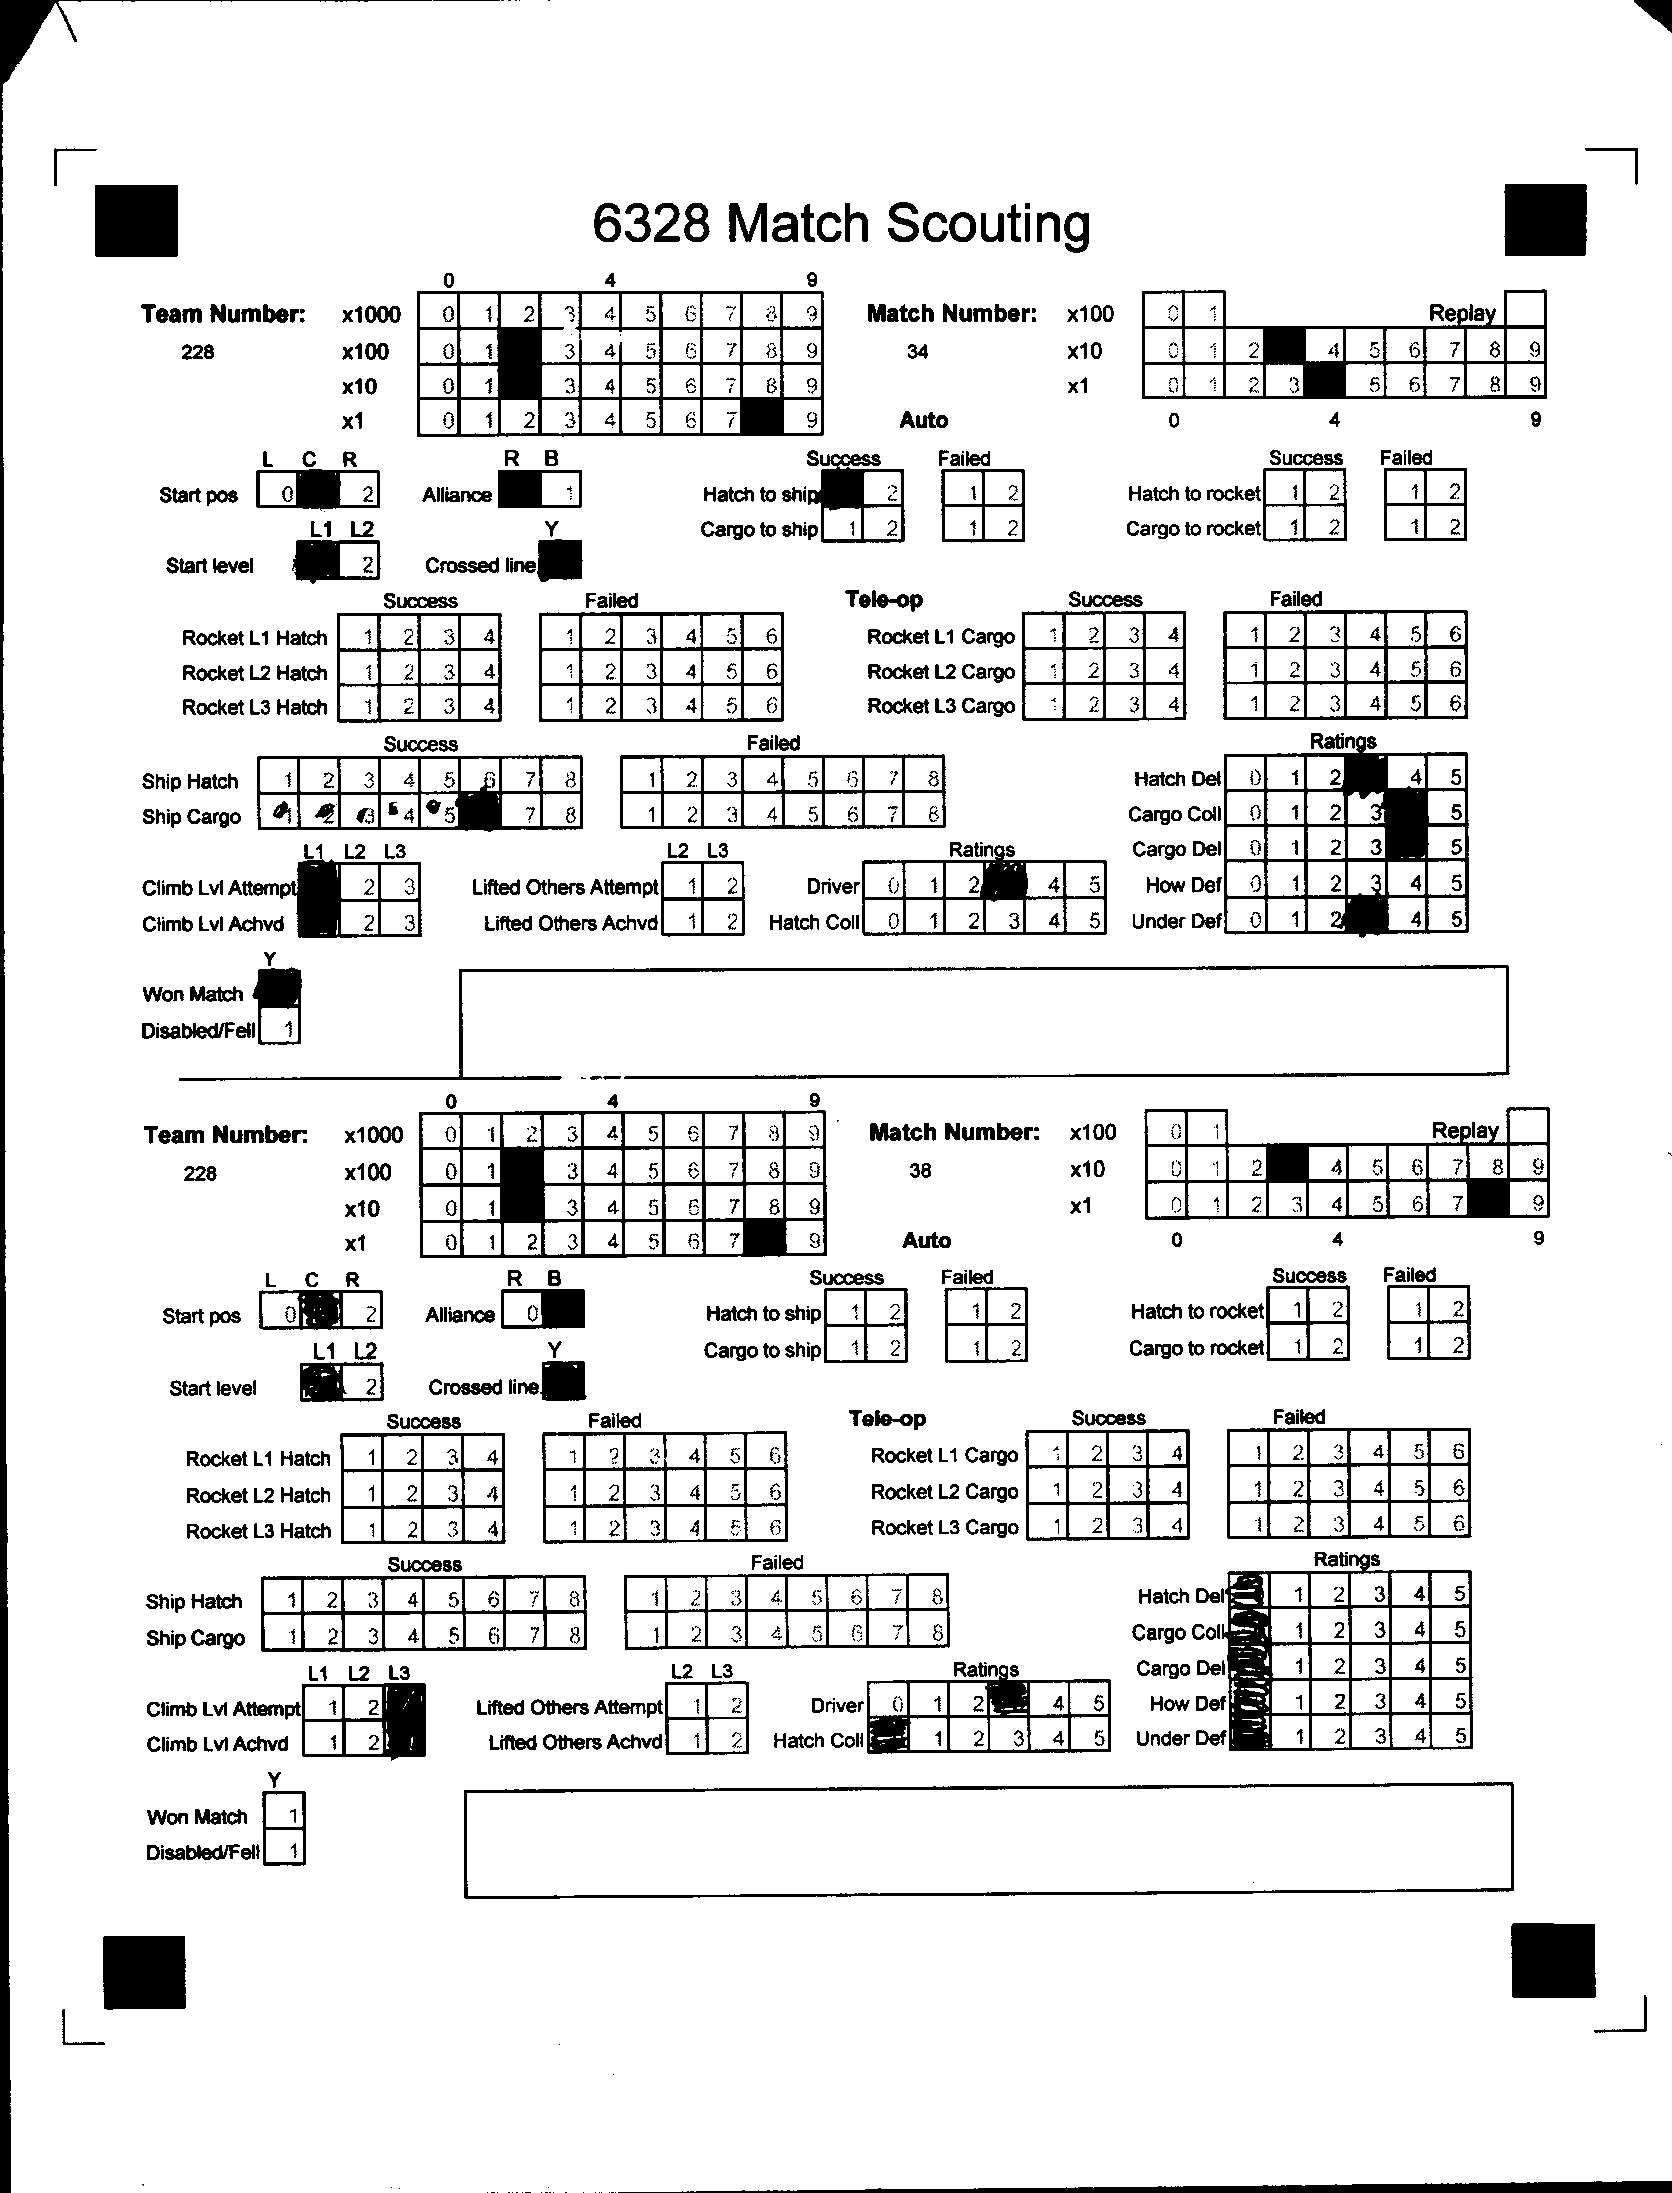 6328 Match Scouting
0 4 9
Team Number: x1000 0 1 2 3 4 5 6 7 8 9 Match Number: x100 0 1 Replay
228 x100 0 1 3 4 5 6 7 8 9 34 x10 0 1 2 4 5 6 7 8 9
x10 0 1 3 4 5 6 7 8 9 x1 0 1 2 3 5 6 7 8 9
x1 0 1 2 3 4 5 6 7 9 Auto 0 4 9
L C R R B Success Failed Success Failed
Start pos 0 2 Alliance 1 Hatch to ship 2 1 2 Hatch to rocket 1 2 1 2
L1 L2 Y Cargo to ship 1 2 1 2 Cargo to rocket 1 2 1 2
Start level 2 Crossed line
Success Failed Tele-op Success Failed
Rocket L1 Hatch 1 2 3 4 1 2 3 4 5 6 Rocket L1 Cargo 1 2 3 4 1 2 3 4 5 6
Rocket L2 Hatch 1 2 3 4 1 2 3 4 5 6 Rocket L2 Cargo 1 2 3 4 1 2 3 4 5 6
Rocket L3 Hatch 1 2 3 4 1 2 3 4 5 6 Rocket L3 Cargo 1 2 3 4 1 2 3 4 5 6
Success Failed Ratings
Ship Hatch 1 2 3 4 5 6 7 8 1 2 3 4 5 6 7 8 Hatch Del 0 1 2 4 5
Ship Cargo 1 2 3 4 5 7 8 1 2 3 4 5 6 7 8 Cargo Coll 0 1 2 3 5
L1 L2 L3 L2 L3 Ratings Cargo Del 0 1 2 3 5
Climb Lvl Attempt 2 3 Lifted Others Attempt 1 2 Driver 0 1 2 4 5 How Def 0 1 2 3 4 5
Climb Lvl Achvd 2 3 Lifted Others Achvd 1 2 Hatch Coll 0 1 2 3 4 5 Under Def 0 1 2 4 5
Y
Won Match
Disabled/Fell 1
0 4 9
Team Number: x1000 0 1 2 3 4 5 6 7 8 9 Match Number: x100 0 1 Replay
228 x100 0 1 3 4 5 6 7 8 9 38 x10 0 1 2 4 5 6 7 8 9
x10 0 1 3 4 5 6 7 8 9 x1 0 1 2 3 4 5 6 7 9
x1 0 1 2 3 4 5 6 7 9 Auto 0 4 9
L C R R B Success Failed Success Failed
Start pos 0 2 Alliance 0 Hatch to ship 1 2 1 2 Hatch to rocket 1 2 1 2
L1 L2 Y Cargo to ship 1 2 1 2 Cargo to rocket 1 2 1 2
Start level 2 Crossed line
Success Failed Tele-op Success Failed
Rocket L1 Hatch 1 2 3 4 1 2 3 4 5 6 Rocket L1 Cargo 1 2 3 4 1 2 3 4 5 6
Rocket L2 Hatch 1 2 3 4 1 2 3 4 5 6 Rocket L2 Cargo 1 2 3 4 1 2 3 4 5 6
Rocket L3 Hatch 1 2 3 4 1 2 3 4 5 6 Rocket L3 Cargo 1 2 3 4 1 2 3 4 5 6
Success Failed Ratings
Ship Hatch 1 2 3 4 5 6 7 8 1 2 3 4 5 6 7 8 Hatch Del 1 2 3 4 5
Ship Cargo 1 2 3 4 5 6 7 8 1 2 3 4 5 6 7 8 Cargo Coll 1 2 3 4 5
L1 L2 L3 L2 L3 Ratings Cargo Del 1 2 3 4 5
Climb Lvl Attempt 1 2 Lifted Others Attempt 1 2 Driver 0 1 2 4 5 How Def 1 2 3 4 5
Climb Lvl Achvd 1 2 Lifted Others Achvd 1 2 Hatch Coll 1 2 3 4 5 Under Def 1 2 3 4 5
Y
Won Match 1
Disabled/Fell 1